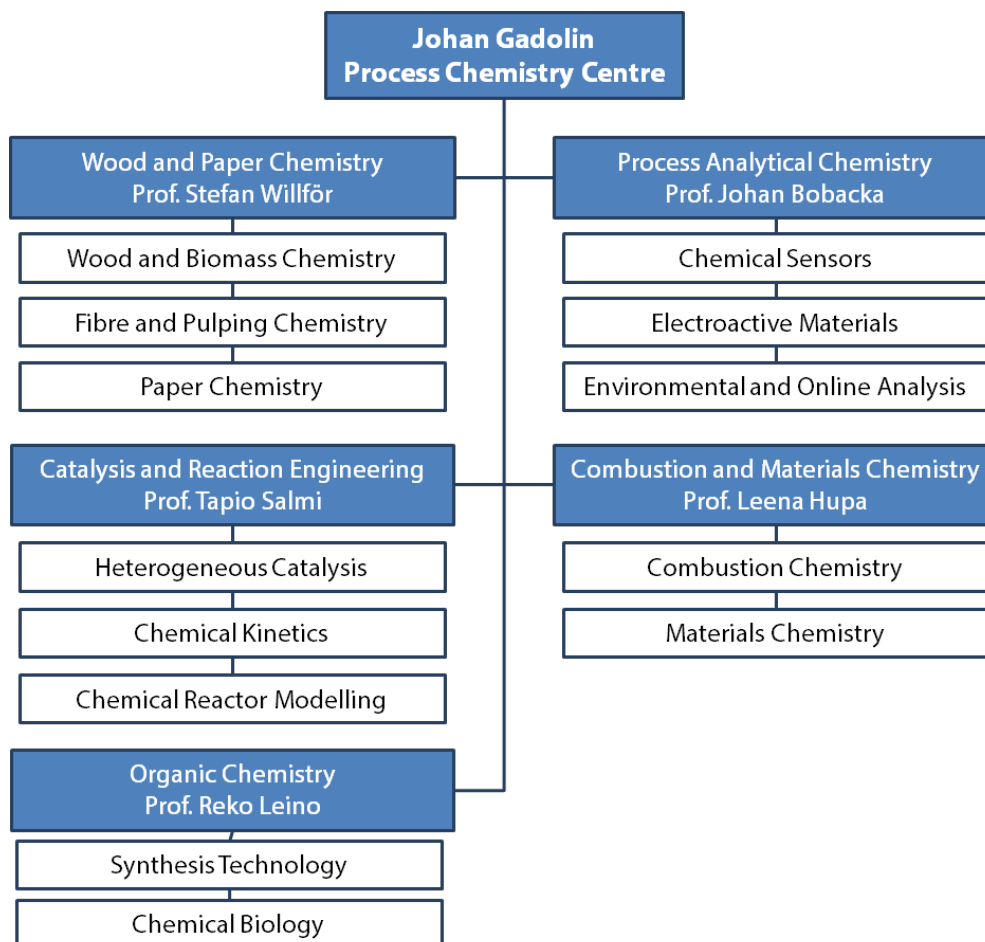 Johan Gadolin
Process Chemistry Centre
Wood and Paper Chemistry
Prof. Stefan Willför
Wood and Biomass Chemistry
Fibre and Pulping Chemistry
Paper Chemistry
Process Analytical Chemistry
Prof. Johan Bobacka
Chemical Sensors
Electroactive Materials
Environmental and Online Analysis
Catalysis and Reaction Engineering
Prof. Tapio Salmi
Heterogeneous Catalysis
Chemical Kinetics
Chemical Reactor Modelling
Combustion and Materials Chemistry
Prof. Leena Hupa
Combustion Chemistry
Materials Chemistry
Organic Chemistry
Prof. Reko Leino
Synthesis Technology
Chemical Biology